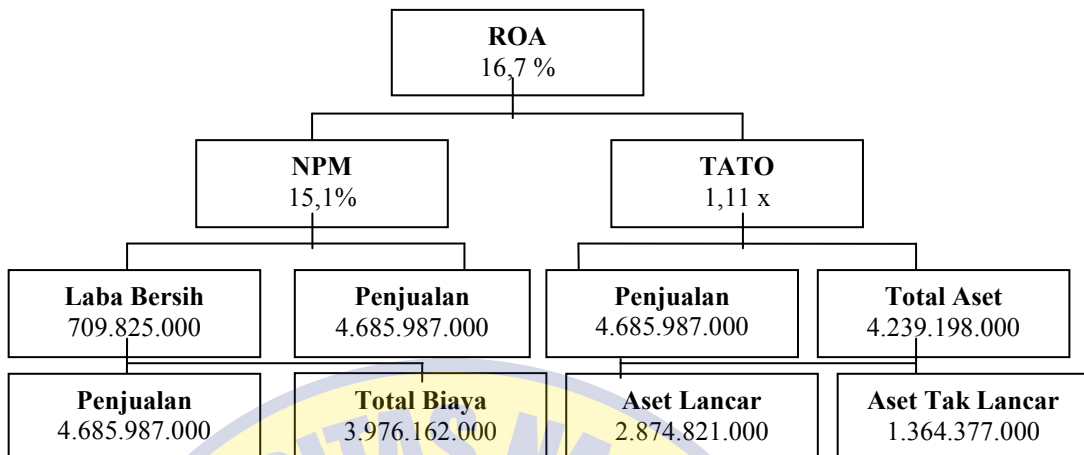 ROA
16,7 %
NPM
15,1%
TATO
1,11 x
Laba Bersih
709.825.000
Penjualan
4.685.987.000
Penjualan
4.685.987.000
Total Aset
4.239.198.000
Penjualan
4.685.987.000
Total Biaya
3.976.162.000
Aset Lancar
2.874.821.000
Aset Tak Lancar
1.364.377.000